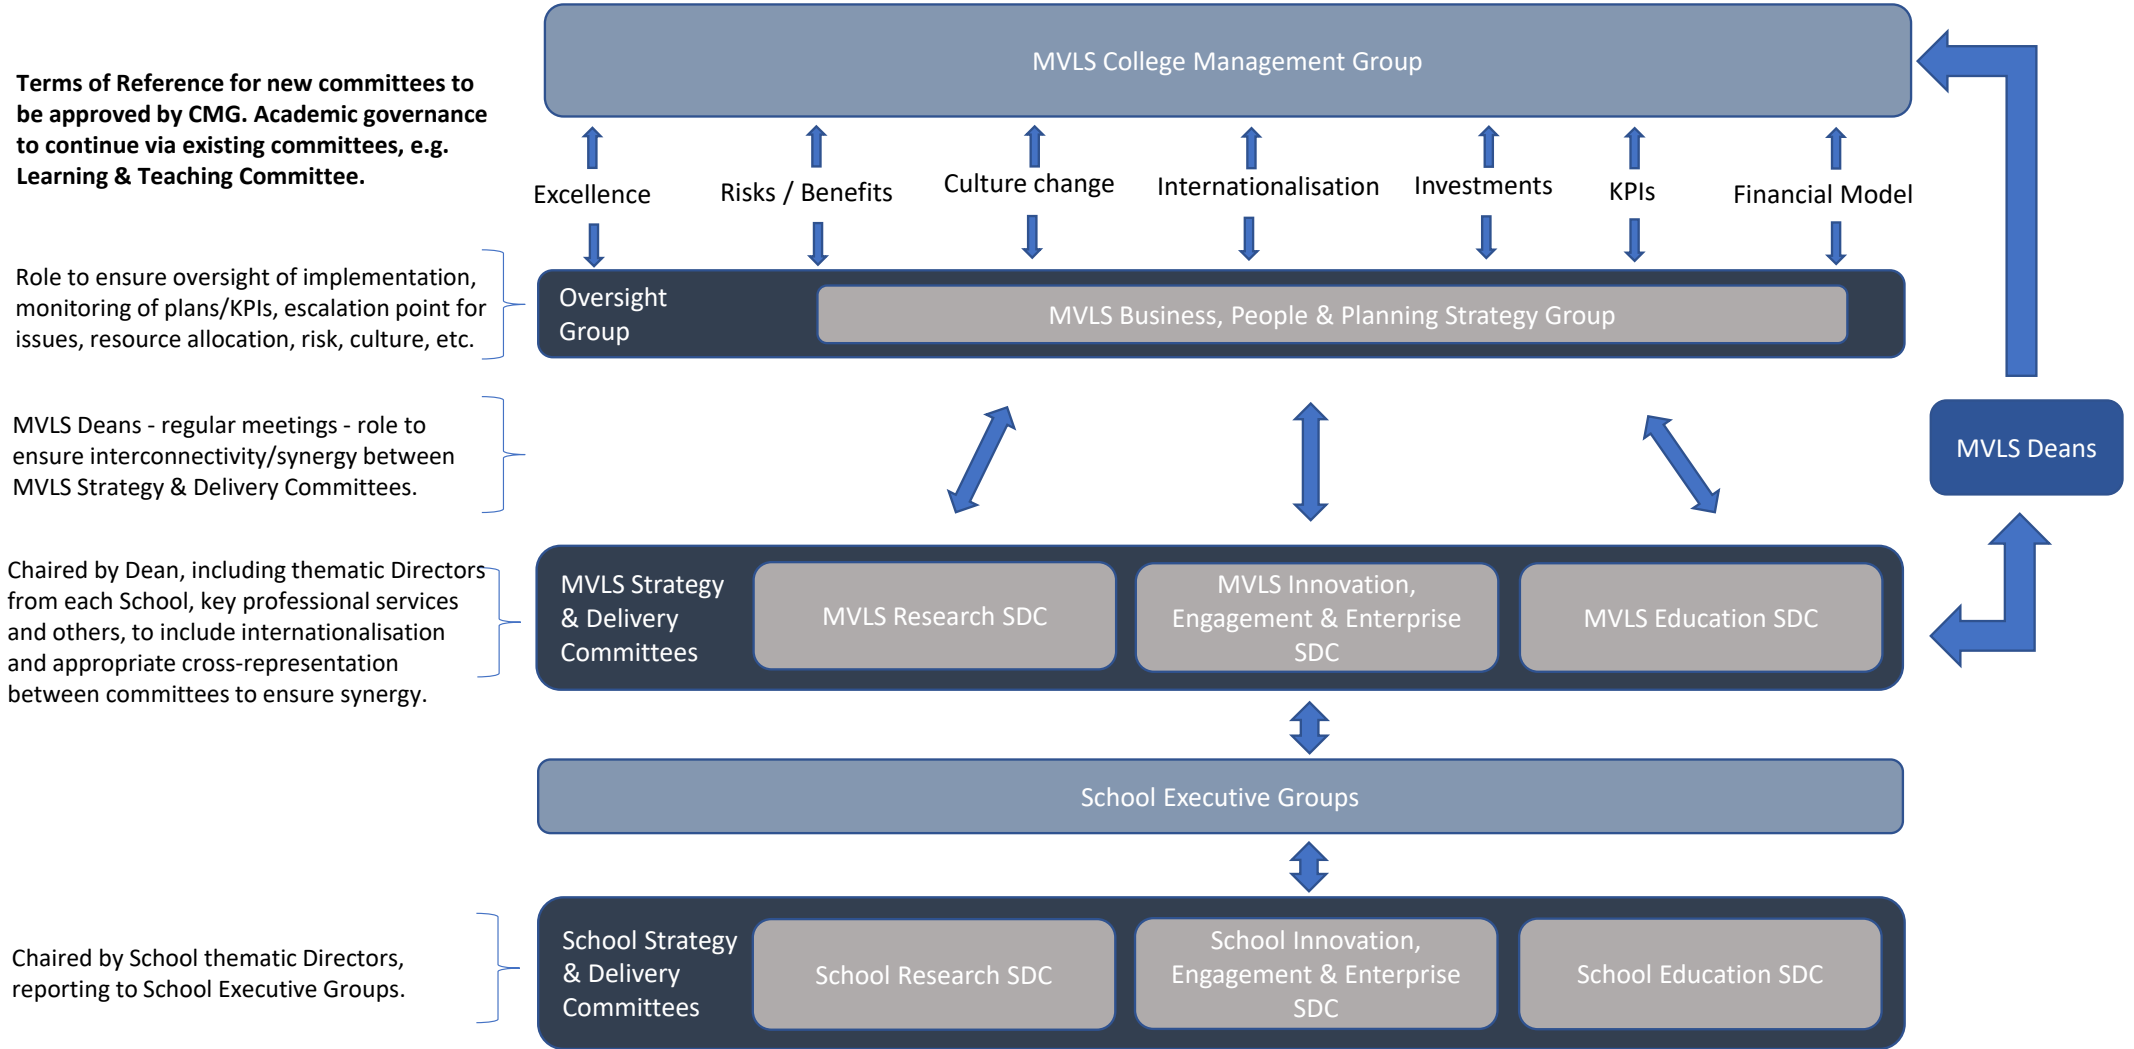 MVLS College Management Group
Terms of Reference for new committees to
be approved by CMG. Academic governance
to continue via existing committees, e.g.
Learning & Teaching Committee.
Excellence
Risks / Benefits
Culture change
Internationalisation
Investments
KPIs
Financial Model
Role to ensure oversight of implementation,
monitoring of plans/KPIs, escalation point for
issues, resource allocation, risk, culture, etc.
Oversight
Group
MVLS Business, People & Planning Strategy Group
MVLS Deans - regular meetings - role to
ensure interconnectivity/synergy between
MVLS Strategy & Delivery Committees.
MVLS Deans
Chaired by Dean, including thematic Directors
from each School, key professional services
and others, to include internationalisation
and appropriate cross-representation
between committees to ensure synergy.
MVLS Strategy
& Delivery
Committees
MVLS Research SDC
MVLS Innovation,
Engagement & Enterprise
SDC
MVLS Education SDC
School Executive Groups
Chaired by School thematic Directors,
reporting to School Executive Groups.
School Strategy
& Delivery
Committees
School Research SDC
School Innovation,
Engagement & Enterprise
SDC
School Education SDC